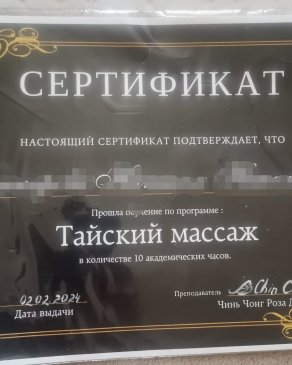 СЕРТИФИКАТ
НАСТОЯЩИЙ СЕРТИФИКАТ ПОДТВЕРЖДАЕТ, ЧТО
Прошла обучение по программе :
Тайский массаж
в количестве 10 академических часов.
02.02.2024
Дата выдачи
Преподаватель Chin
Чинь Чонг Роза